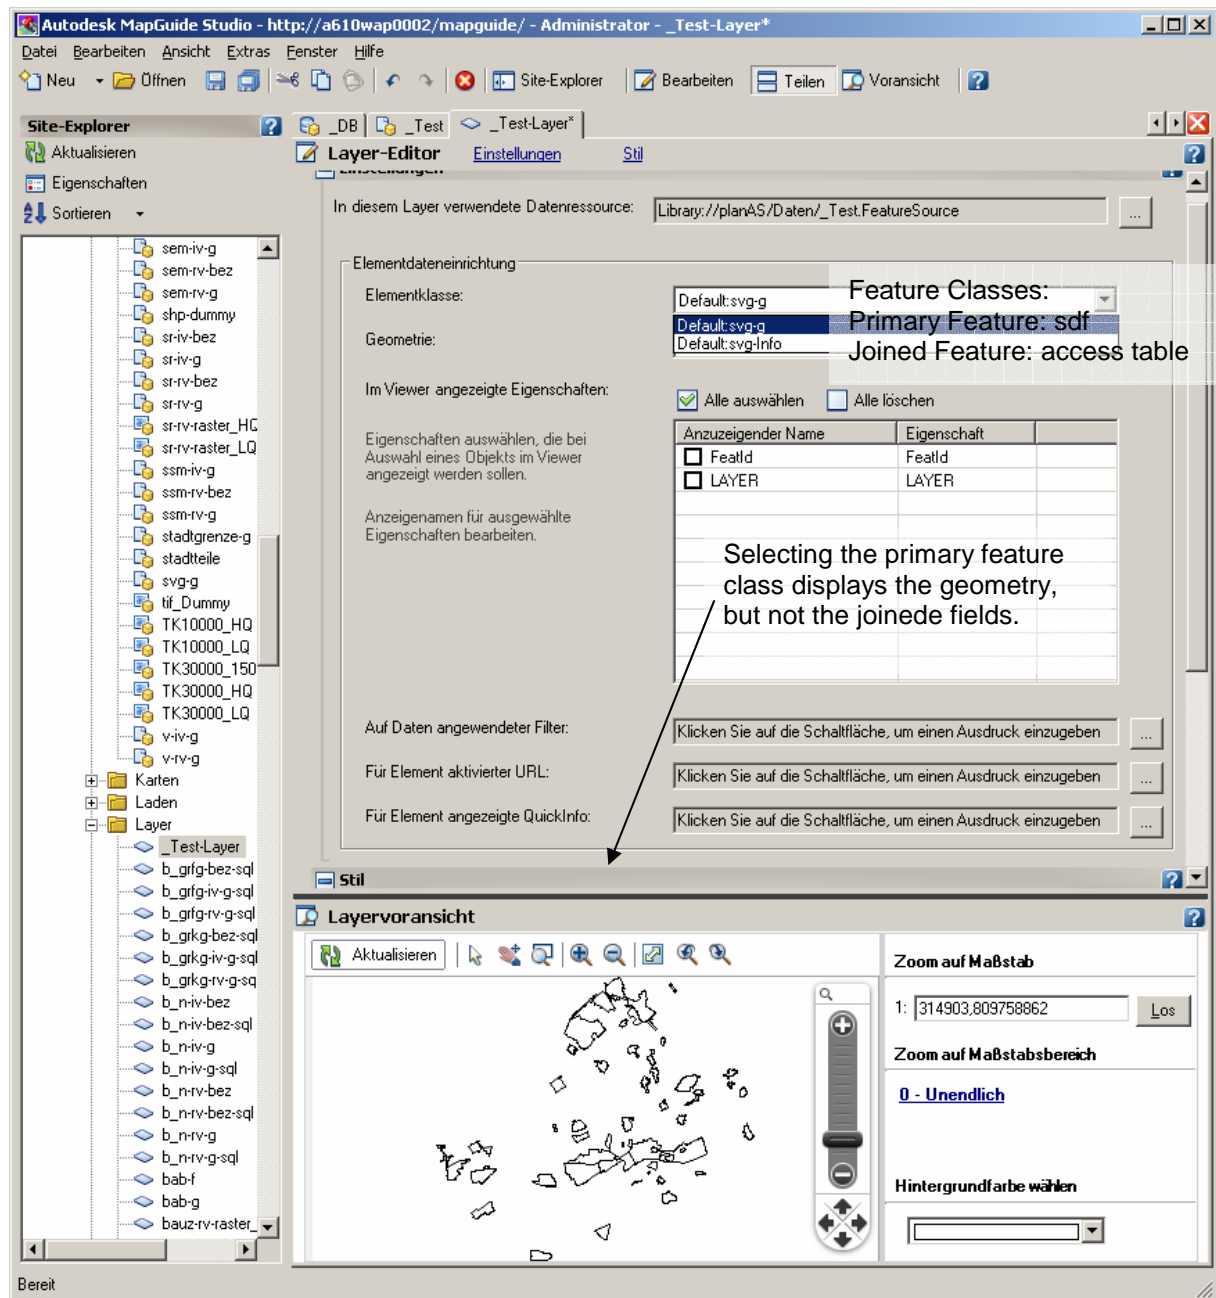 Autodesk MapGuide Studio - http://a610wap0002/mapguide/ - Administrator - _Test-Layer*
Datei Bearbeiten Ansicht Extras Fenster Hilfe
Neu Öffnen Site-Explorer Bearbeiten Teilen Voransicht
Site-Explorer
Aktualisieren
Eigenschaften
Sortieren
sem-iv-g
sem-rv-bez
sem-rv-g
shp-dummy
sr-iv-bez
sr-iv-g
sr-rv-bez
sr-rv-g
sr-rv-raster_HQ
sr-rv-raster_LQ
ssm-iv-g
ssm-rv-bez
ssm-rv-g
stadtgrenze-g
stadtteile
svg-g
tif_Dummy
TK10000_HQ
TK10000_LQ
TK30000_150
TK30000_HQ
TK30000_LQ
v-iv-g
v-rv-g
Karten
Laden
Layer
_Test-Layer
b_grfg-bez-sql
b_grfg-iv-g-sql
b_grfg-rv-g-sql
b_grkg-bez-sql
b_grkg-iv-g-sql
b_grkg-rv-g-sq
b_n-iv-bez
b_n-iv-bez-sql
b_n-iv-g
b_n-iv-g-sql
b_n-rv-bez
b_n-rv-bez-sql
b_n-rv-g
b_n-rv-g-sql
bab-f
bab-g
bauz-rv-raster_
_DB _Test _Test-Layer*
Layer-Editor Einstellungen Stil
Einstellungen
In diesem Layer verwendete Datenressource: Library://planAS/Daten/_Test.FeatureSource ...
Elementdateneinrichtung
Elementklasse: Default:svg-g
Default:svg-g
Default:svg-Info
Feature Classes:
Primary Feature: sdf
Joined Feature: access table
Geometrie:
Im Viewer angezeigte Eigenschaften: Alle auswählen Alle löschen
Eigenschaften auswählen, die bei
Auswahl eines Objekts im Viewer
angezeigt werden sollen.
Anzeigenamen für ausgewählte
Eigenschaften bearbeiten.
Anzuzeigender Name Eigenschaft
FeatId FeatId
LAYER LAYER
Selecting the primary feature
class displays the geometry,
but not the joinede fields.
Auf Daten angewendeter Filter: Klicken Sie auf die Schaltfläche, um einen Ausdruck einzugeben ...
Für Element aktivierter URL: Klicken Sie auf die Schaltfläche, um einen Ausdruck einzugeben ...
Für Element angezeigte QuickInfo: Klicken Sie auf die Schaltfläche, um einen Ausdruck einzugeben ...
Stil
Layervoransicht
Aktualisieren
Zoom auf Maßstab
1: 314903,809758862 Los
Zoom auf Maßstabsbereich
0 - Unendlich
Hintergrundfarbe wählen
Bereit